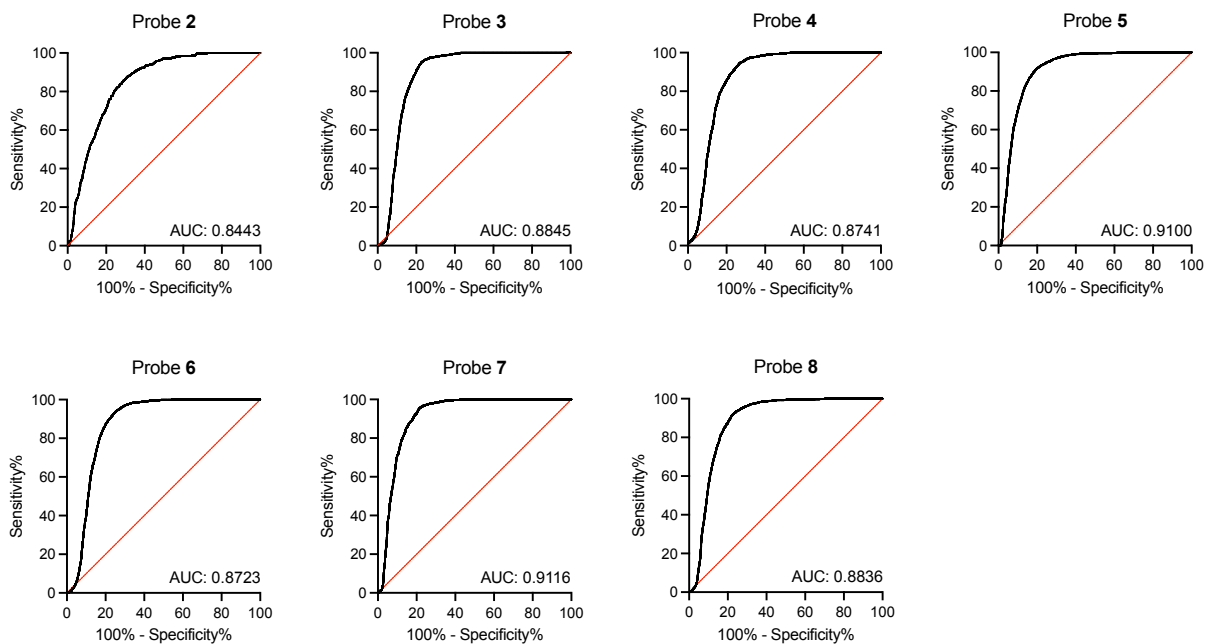 Probe 2
100
80
60
40
20
0
Sensitivity%
AUC: 0.8443
0 20 40 60 80 100
100% - Specificity%
Probe 3
100
80
60
40
20
0
Sensitivity%
AUC: 0.8845
0 20 40 60 80 100
100% - Specificity%
Probe 4
100
80
60
40
20
0
Sensitivity%
AUC: 0.8741
0 20 40 60 80 100
100% - Specificity%
Probe 5
100
80
60
40
20
0
Sensitivity%
AUC: 0.9100
0 20 40 60 80 100
100% - Specificity%
Probe 6
100
80
60
40
20
0
Sensitivity%
AUC: 0.8723
0 20 40 60 80 100
100% - Specificity%
Probe 7
100
80
60
40
20
0
Sensitivity%
AUC: 0.9116
0 20 40 60 80 100
100% - Specificity%
Probe 8
100
80
60
40
20
0
Sensitivity%
AUC: 0.8836
0 20 40 60 80 100
100% - Specificity%